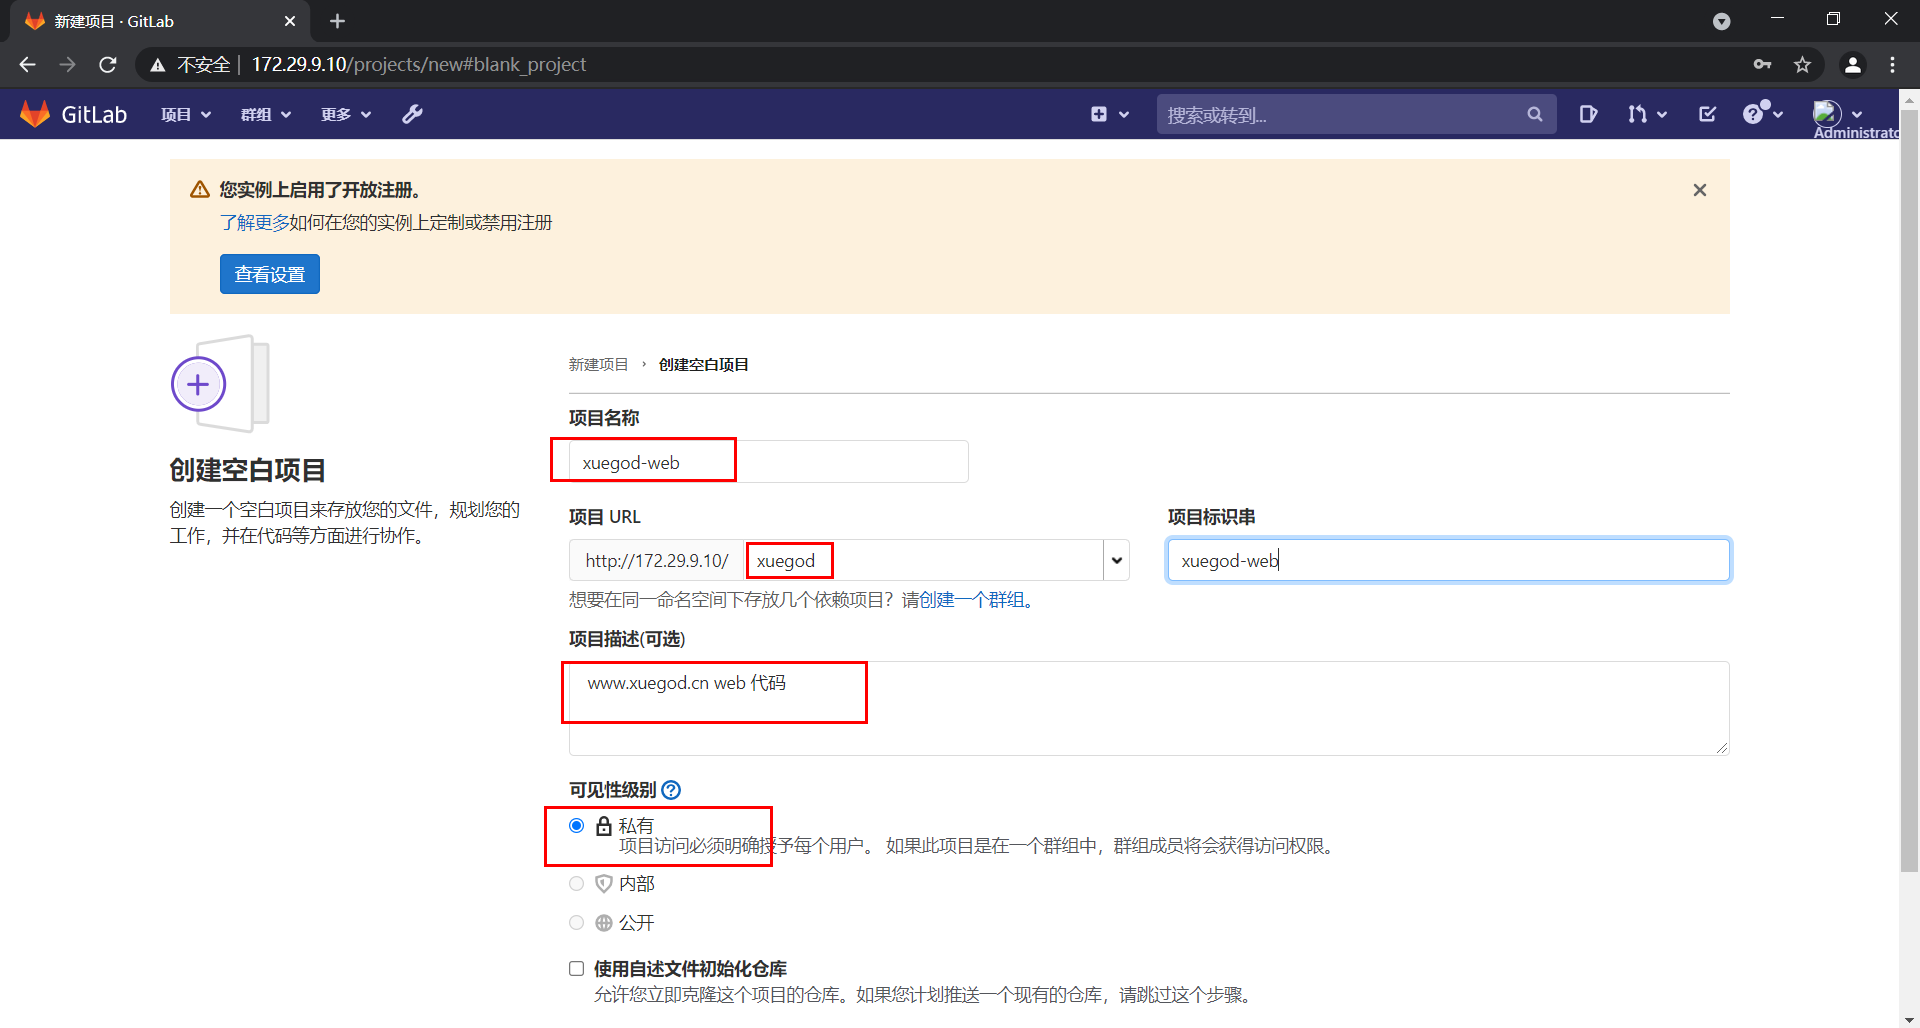 新建项目 · GitLab
不安全 | 172.29.9.10/projects/new#blank_project
GitLab 项目 群组 更多 搜索或转到... Administrato
您实例上启用了开放注册。
了解更多如何在您的实例上定制或禁用注册
查看设置
新建项目 › 创建空白项目
创建空白项目
创建一个空白项目来存放您的文件，规划您的
工作，并在代码等方面进行协作。
项目名称
xuegod-web
项目 URL 项目标识串
http://172.29.9.10/ xuegod xuegod-web
想要在同一命名空间下存放几个依赖项目？请创建一个群组。
项目描述(可选)
www.xuegod.cn web 代码
可见性级别
私有
项目访问必须明确授予每个用户。 如果此项目是在一个群组中，群组成员将会获得访问权限。
内部
公开
使用自述文件初始化仓库
允许您立即克隆这个项目的仓库。如果您计划推送一个现有的仓库，请跳过这个步骤。